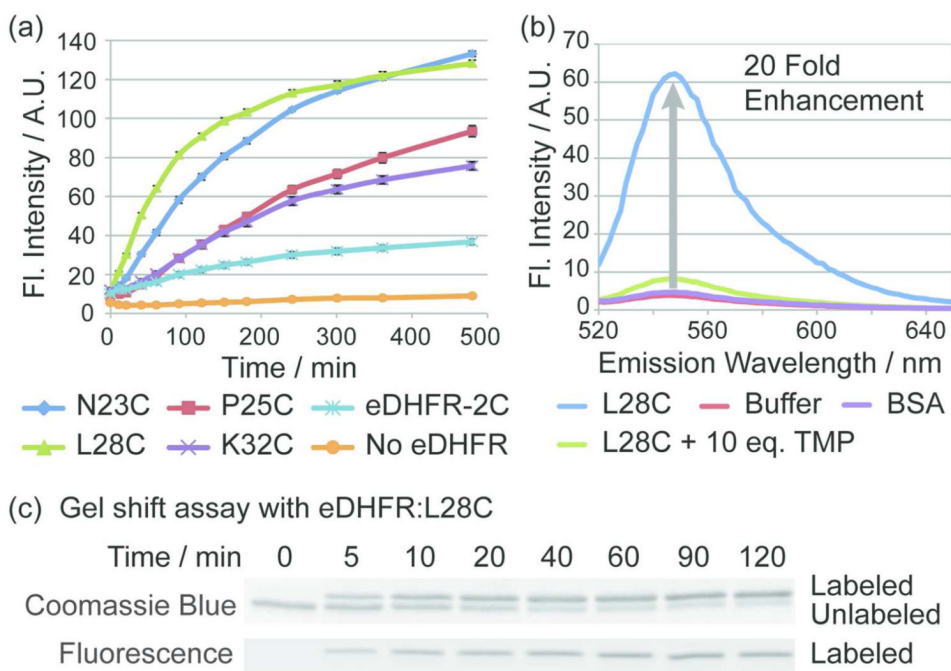 (a)
140
120
100
80
60
40
20
0
Fl. Intensity / A.U.
0 100 200 300 400 500
Time / min
N23C P25C eDHFR-2C
L28C K32C No eDHFR
(b)
70
60
50
40
30
20
10
0
Fl. Intensity / A.U.
20 Fold
Enhancement
520 560 600 640
Emission Wavelength / nm
L28C Buffer BSA
L28C + 10 eq. TMP
(c) Gel shift assay with eDHFR:L28C
Time / min 0 5 10 20 40 60 90 120
Coomassie Blue Labeled
Unlabeled
Fluorescence Labeled